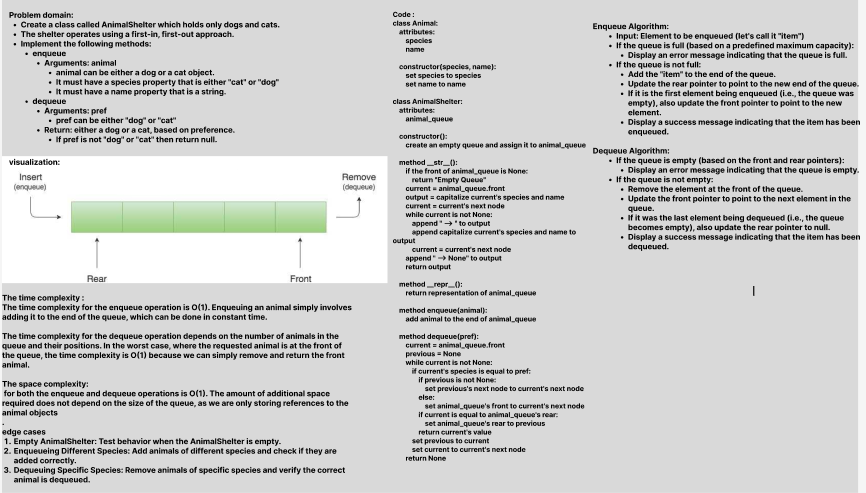 Problem domain:
• Create a class called AnimalShelter which holds only dogs and cats.
• The shelter operates using a first-in, first-out approach.
• Implement the following methods:
• enqueue
• Arguments: animal
• animal can be either a dog or a cat object.
• It must have a species property that is either "cat" or "dog"
• It must have a name property that is a string.
• dequeue
• Arguments: pref
• pref can be either "dog" or "cat"
• Return: either a dog or a cat, based on preference.
• If pref is not "dog" or "cat" then return null.
visualization:
Insert
(enqueue)
Remove
(dequeue)
Rear
Front
The time complexity :
The time complexity for the enqueue operation is O(1). Enqueuing an animal simply involves
adding it to the end of the queue, which can be done in constant time.
The time complexity for the dequeue operation depends on the number of animals in the
queue and their positions. In the worst case, where the requested animal is at the front of
the queue, the time complexity is O(1) because we can simply remove and return the front
animal.
The space complexity:
for both the enqueue and dequeue operations is O(1). The amount of additional space
required does not depend on the size of the queue, as we are only storing references to the
animal objects
.
edge cases
1. Empty AnimalShelter: Test behavior when the AnimalShelter is empty.
2. Enqueueing Different Species: Add animals of different species and check if they are
added correctly.
3. Dequeuing Specific Species: Remove animals of specific species and verify the correct
animal is dequeued.
Code :
class Animal:
attributes:
species
name
constructor(species, name):
set species to species
set name to name
class AnimalShelter:
attributes:
animal_queue
constructor():
create an empty queue and assign it to animal_queue
method __str__():
if the front of animal_queue is None:
return "Empty Queue"
current = animal_queue.front
output = capitalize current's species and name
current = current's next node
while current is not None:
append " -> " to output
append capitalize current's species and name to
output
current = current's next node
append " -> None" to output
return output
method __repr__():
return representation of animal_queue
method enqueue(animal):
add animal to the end of animal_queue
method dequeue(pref):
current = animal_queue.front
previous = None
while current is not None:
if current's species is equal to pref:
if previous is not None:
set previous's next node to current's next node
else:
set animal_queue's front to current's next node
if current is equal to animal_queue's rear:
set animal_queue's rear to previous
return current's value
set previous to current
set current to current's next node
return None
Enqueue Algorithm:
• Input: Element to be enqueued (let's call it "item")
• If the queue is full (based on a predefined maximum capacity):
• Display an error message indicating that the queue is full.
• If the queue is not full:
• Add the "item" to the end of the queue.
• Update the rear pointer to point to the new end of the queue.
• If it is the first element being enqueued (i.e., the queue was
empty), also update the front pointer to point to the new
element.
• Display a success message indicating that the item has been
enqueued.
Dequeue Algorithm:
• If the queue is empty (based on the front and rear pointers):
• Display an error message indicating that the queue is empty.
• If the queue is not empty:
• Remove the element at the front of the queue.
• Update the front pointer to point to the next element in the
queue.
• If it was the last element being dequeued (i.e., the queue
becomes empty), also update the rear pointer to null.
• Display a success message indicating that the item has been
dequeued.